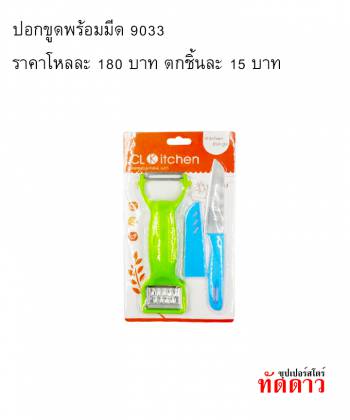 ปอกขูดพร้อมมีด 9033
ราคาโหลละ 180 บาท ตกชิ้นละ 15 บาท
CL Kitchen
ซุปเปอร์สโตร์
ทัดดาว